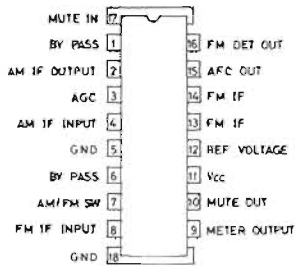 MUTE IN 17
BY PASS 1 16 FM DET OUT
AM IF OUTPUT 2 15 AFC OUT
AGC 3 14 FM IF
AM IF INPUT 4 13 FM IF
GND 5 12 REF VOLTAGE
BY PASS 6 11 Vcc
AM/FM SW 7 10 MUTE OUT
FM IF INPUT 8 9 METER OUTPUT
GND 18